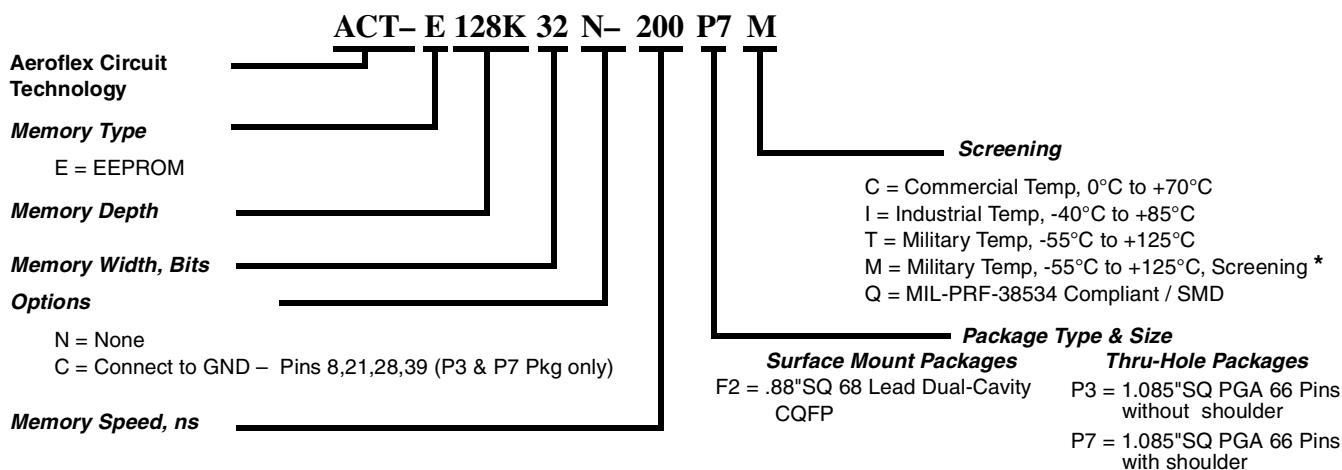 ACT– E 128K 32 N– 200 P7 M
Aeroflex Circuit
Technology
Memory Type
E = EEPROM
Memory Depth
Memory Width, Bits
Options
N = None
C = Connect to GND – Pins 8,21,28,39 (P3 & P7 Pkg only)
Memory Speed, ns
Screening
C = Commercial Temp, 0°C to +70°C
I = Industrial Temp, -40°C to +85°C
T = Military Temp, -55°C to +125°C
M = Military Temp, -55°C to +125°C, Screening *
Q = MIL-PRF-38534 Compliant / SMD
Package Type & Size
Surface Mount Packages
F2 = .88"SQ 68 Lead Dual-Cavity
CQFP
Thru-Hole Packages
P3 = 1.085"SQ PGA 66 Pins
without shoulder
P7 = 1.085"SQ PGA 66 Pins
with shoulder